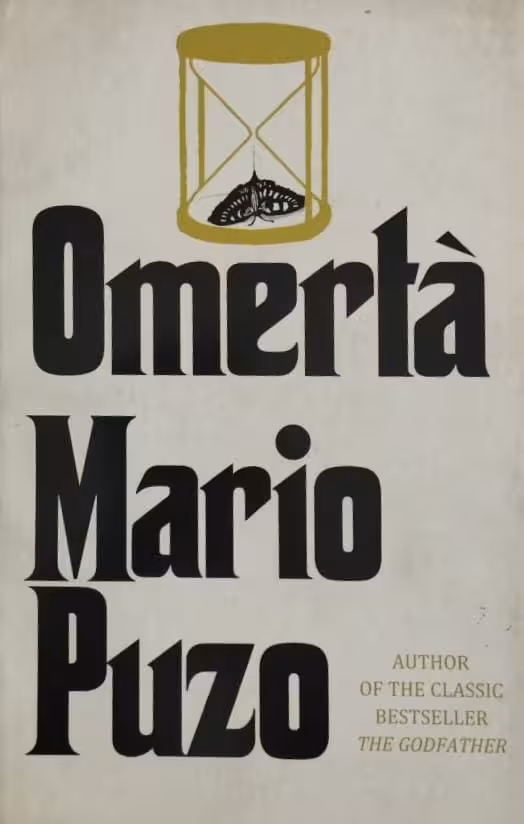 Omertà
Mario
Puzo
AUTHOR
OF THE CLASSIC
BESTSELLER
THE GODFATHER